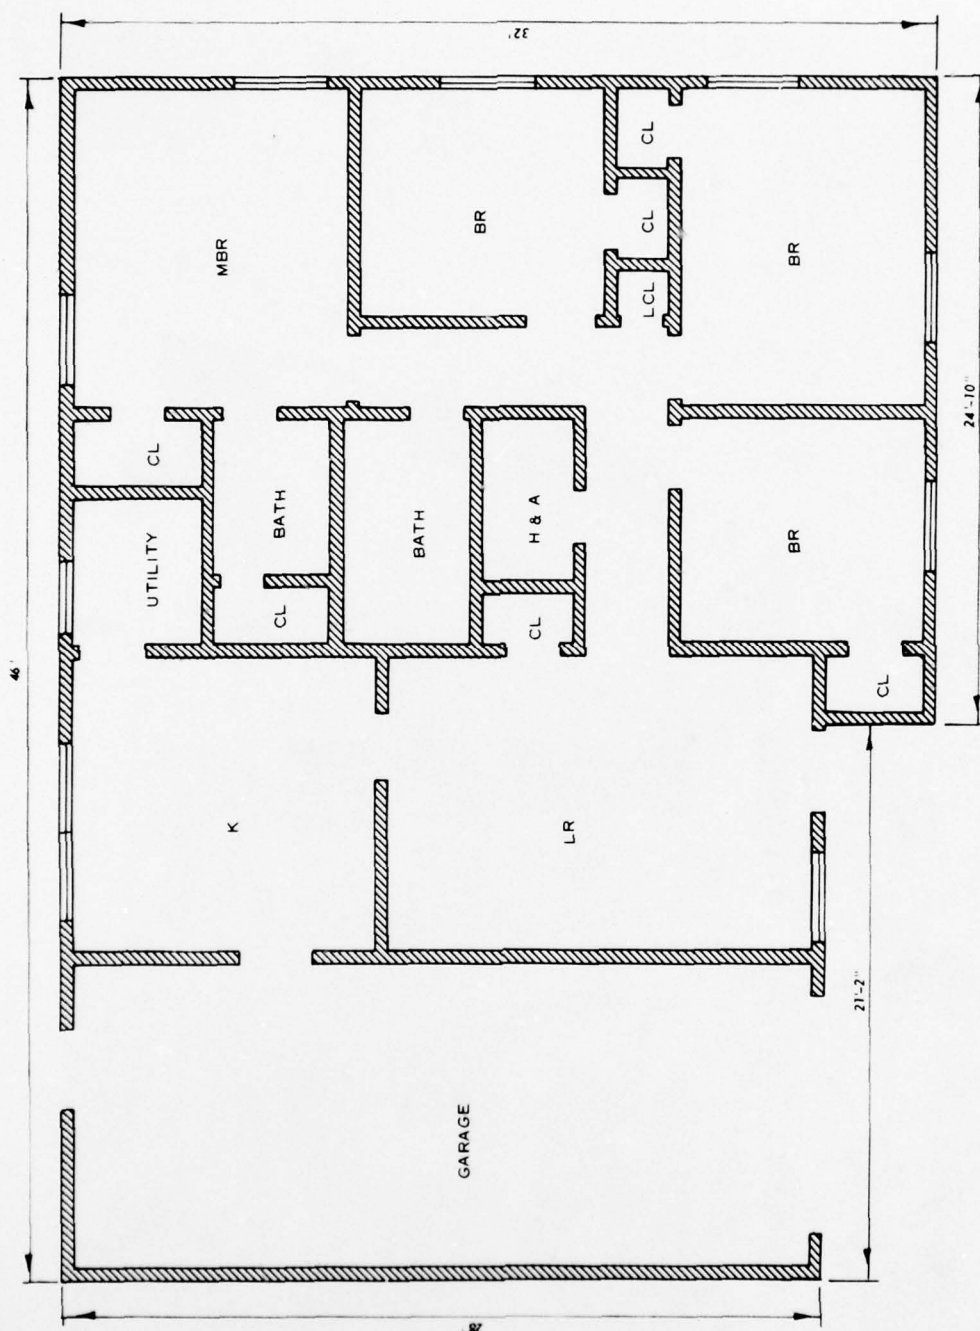 32'
46'
24'-10"
21'-2"
28'
MBR
BR
CL
CL
LCL
BR
CL
UTILITY
BATH
CL
BATH
H & A
CL
BR
CL
K
LR
GARAGE